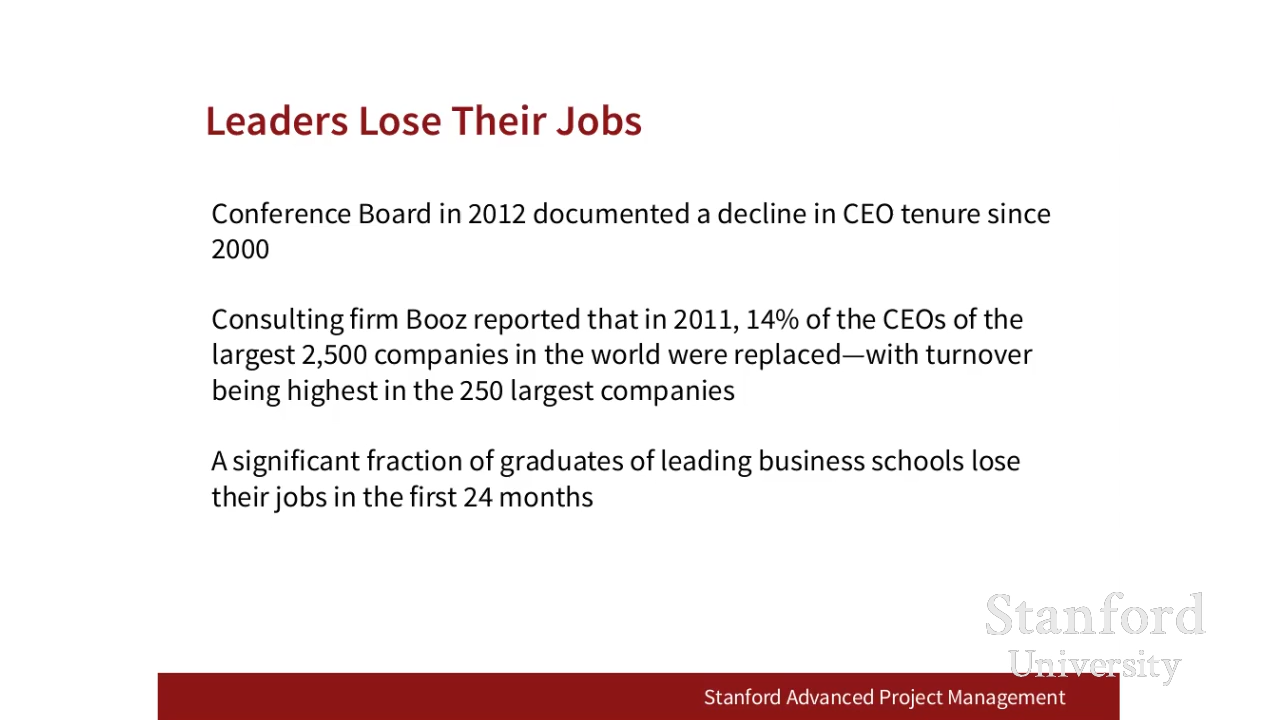 Leaders Lose Their Jobs
Conference Board in 2012 documented a decline in CEO tenure since
2000
Consulting firm Booz reported that in 2011, 14% of the CEOs of the
largest 2,500 companies in the world were replaced—with turnover
being highest in the 250 largest companies
A significant fraction of graduates of leading business schools lose
their jobs in the first 24 months
Stanford
University
Stanford Advanced Project Management